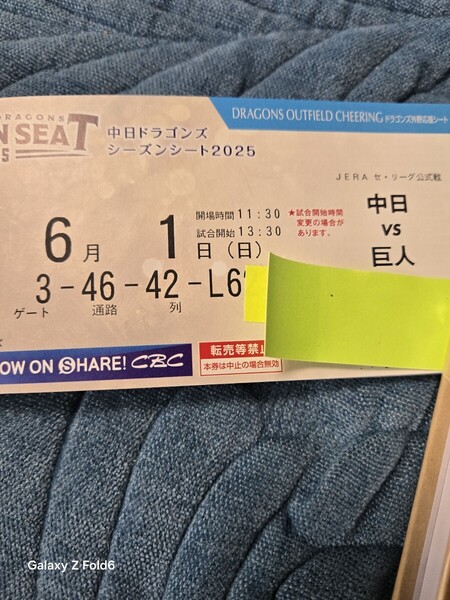 DRAGONS
N SEAT
S
中日ドラゴンズ
シーズンシート2025
DRAGONS OUTFIELD CHEERING ドラゴンズ外野応援シート
JERA セ・リーグ公式戦
中日
VS
巨人
6月 1日(日)
開場時間 11:30
試合開始 13:30
★試合開始時間
変更の場合が
あります。
3-46-42-L6
ゲート 通路 列
OW ON SHARE! CBC
転売等禁止
本券は中止の場合無効
Galaxy Z Fold6